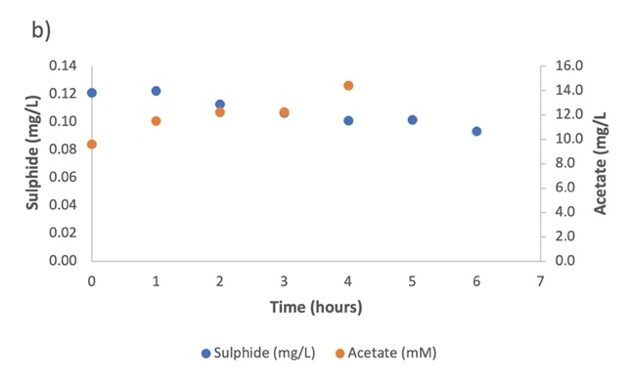 b)
0.14
0.12
0.10
0.08
0.06
0.04
0.02
0.00
Sulphide (mg/L)
16.0
14.0
12.0
10.0
8.0
6.0
4.0
2.0
0.0
Acetate (mg/L
0 1 2 3 4 5 6 7
Time (hours)
Sulphide (mg/L) Acetate (mM)